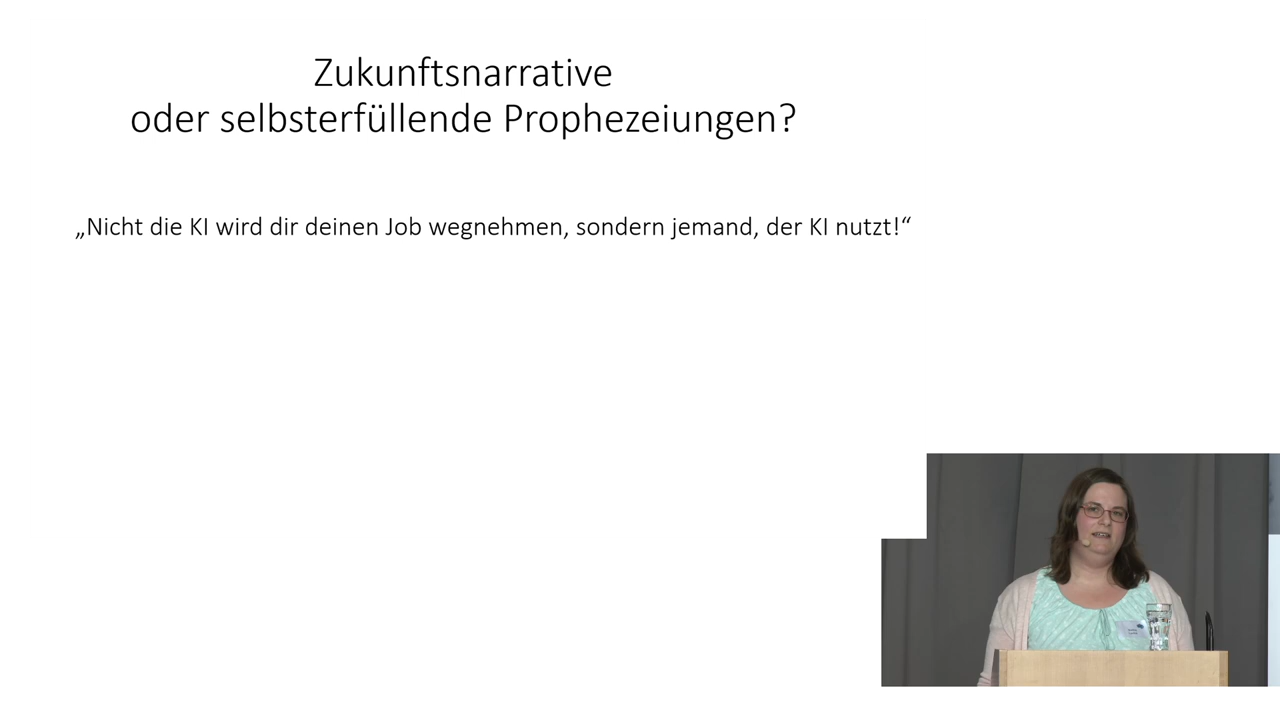 Zukunftsnarrative
oder selbsterfüllende Prophezeiungen?
„Nicht die KI wird dir deinen Job wegnehmen, sondern jemand, der KI nutzt!“